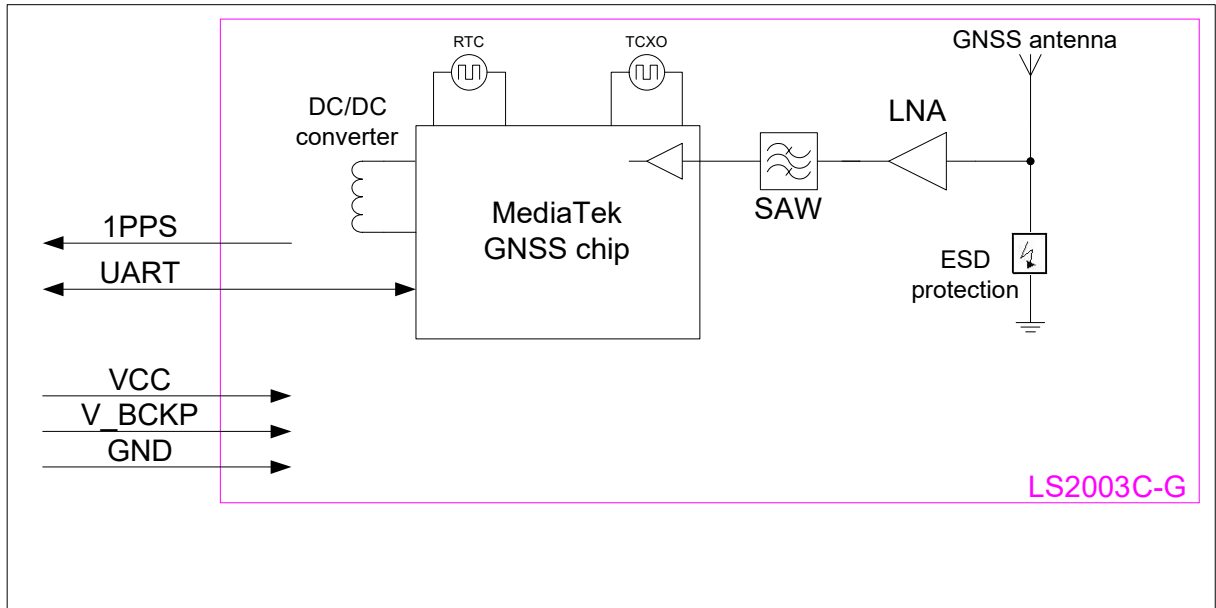 RTC
TCXO
GNSS antenna
DC/DC
converter
LNA
SAW
MediaTek
GNSS chip
1PPS
UART
ESD
protection
VCC
V_BCKP
GND
LS2003C-G